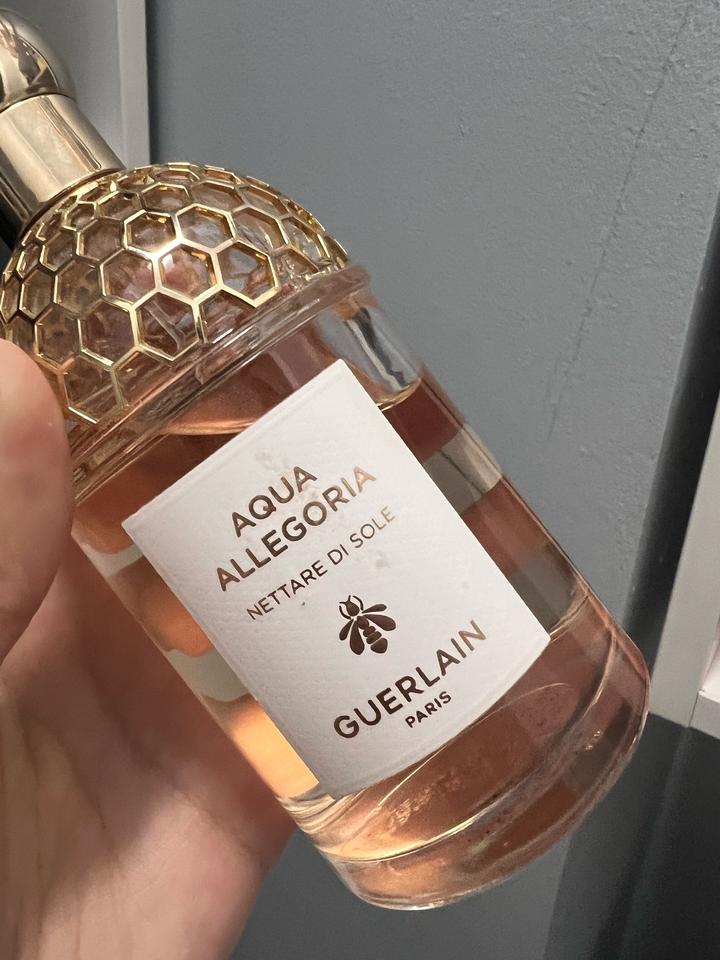 AQUA
ALLEGORIA
NETTARE DI SOLE
GUERLAIN
PARIS